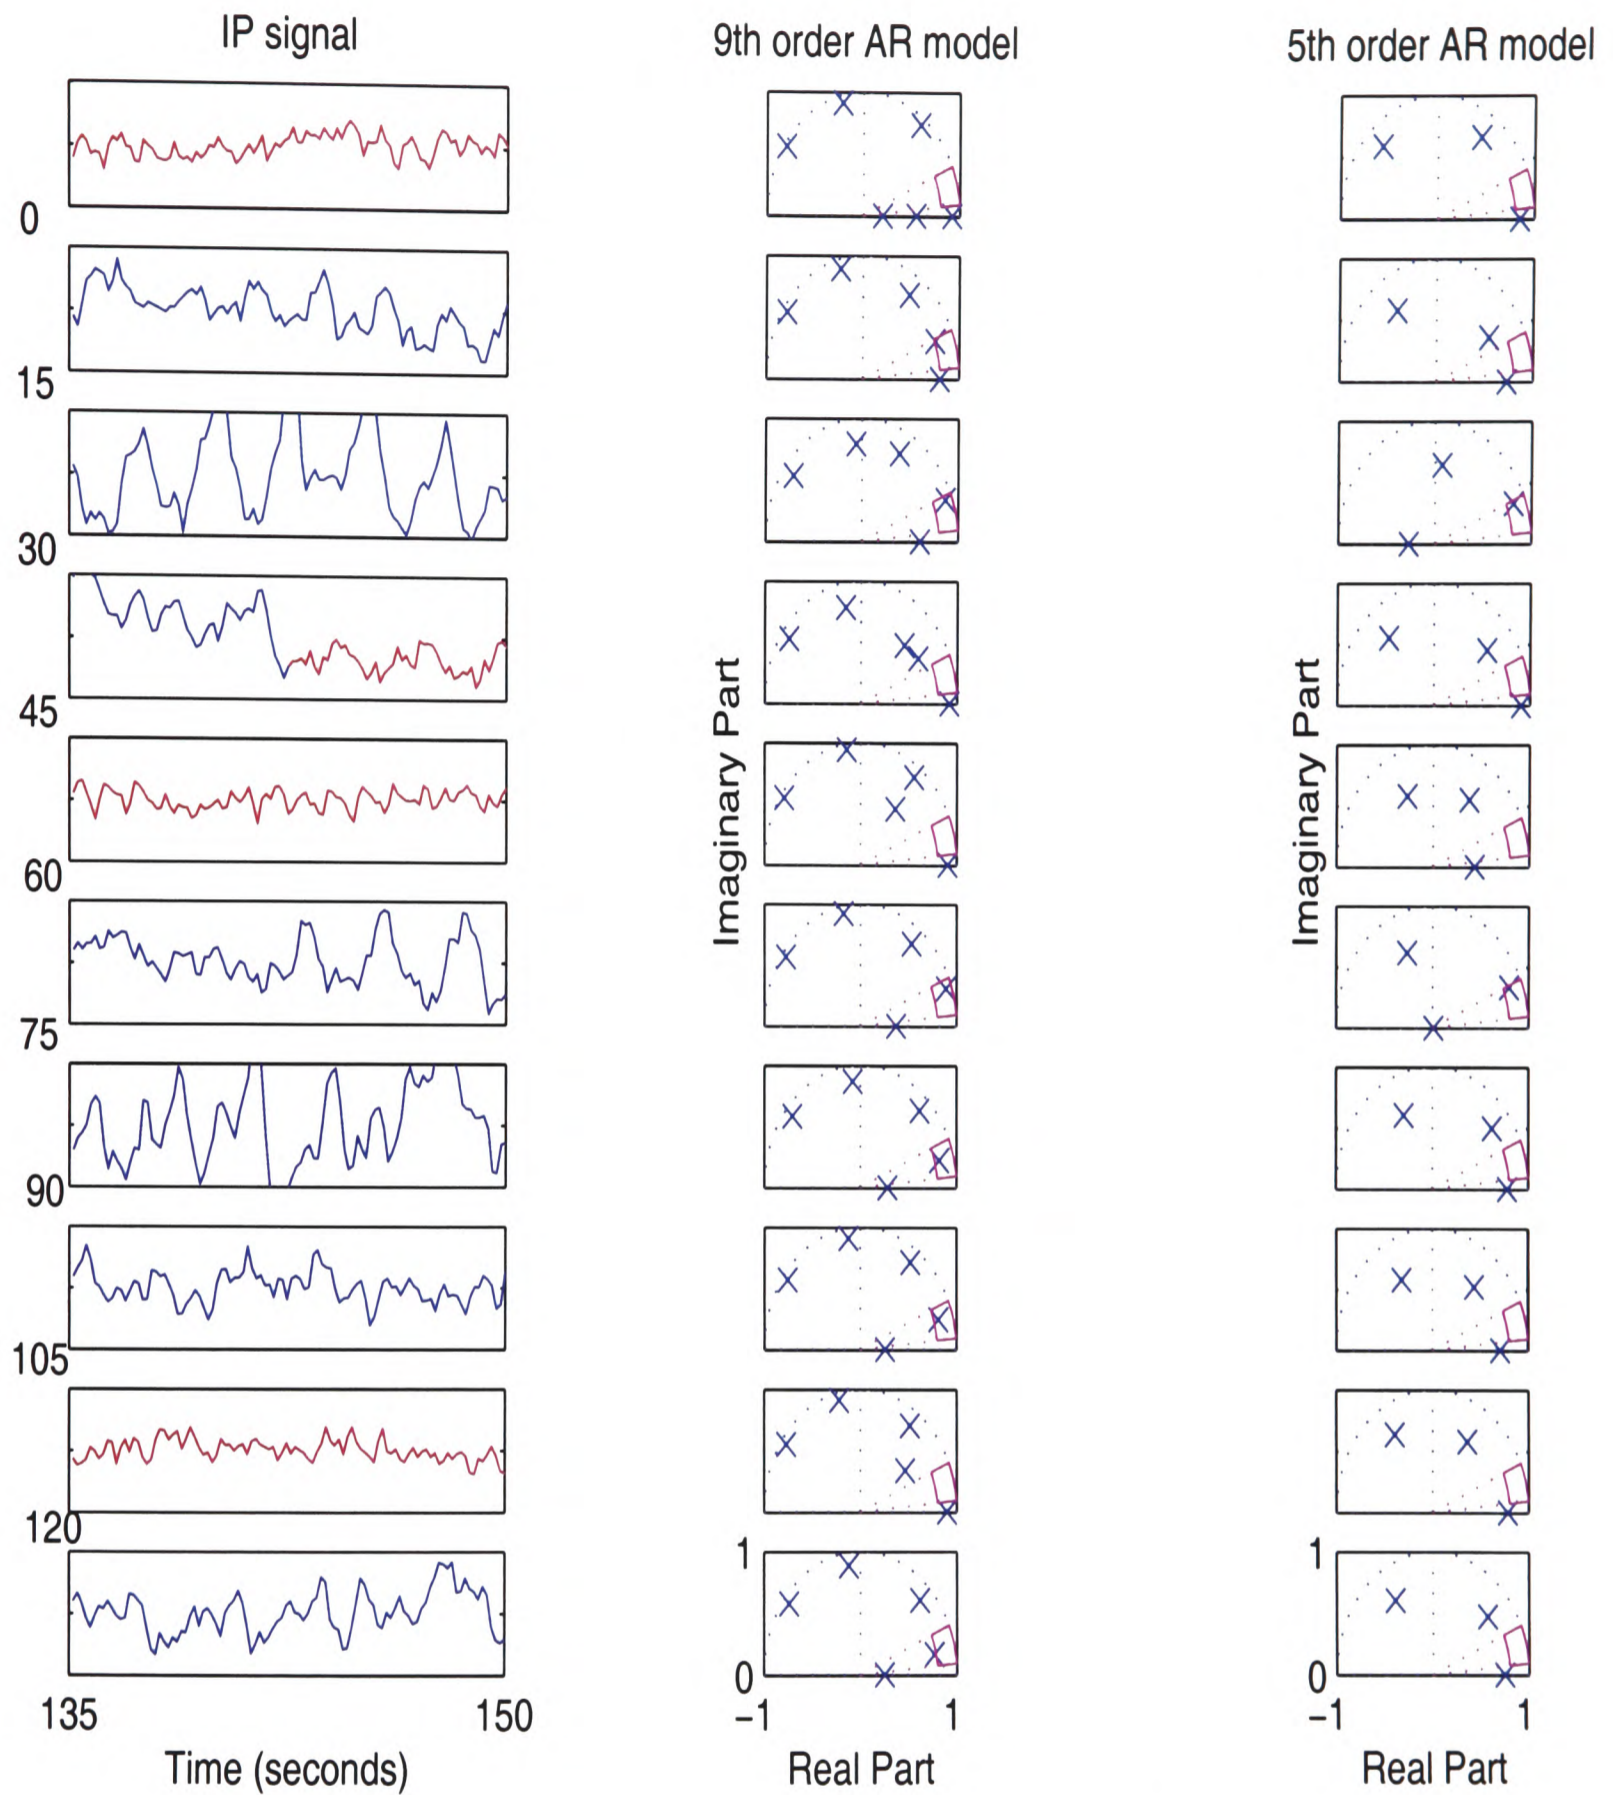 IP signal
9th order AR model
5th order AR model
0
15
30
45
60
75
90
105
120
135
150
Time (seconds)
Imaginary Part
1
0
−1
1
Real Part
Imaginary Part
1
0
−1
1
Real Part